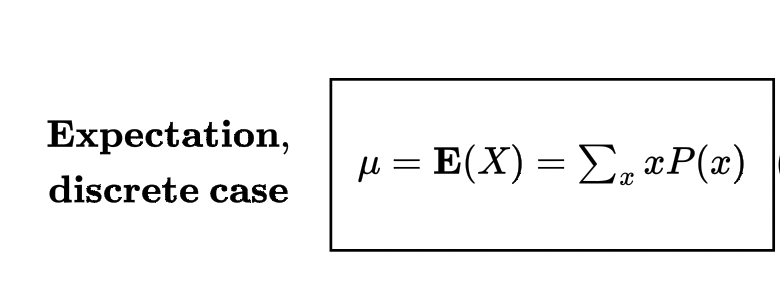 Expectation,
discrete case
μ = E(X) = ∑ₓ xP(x)